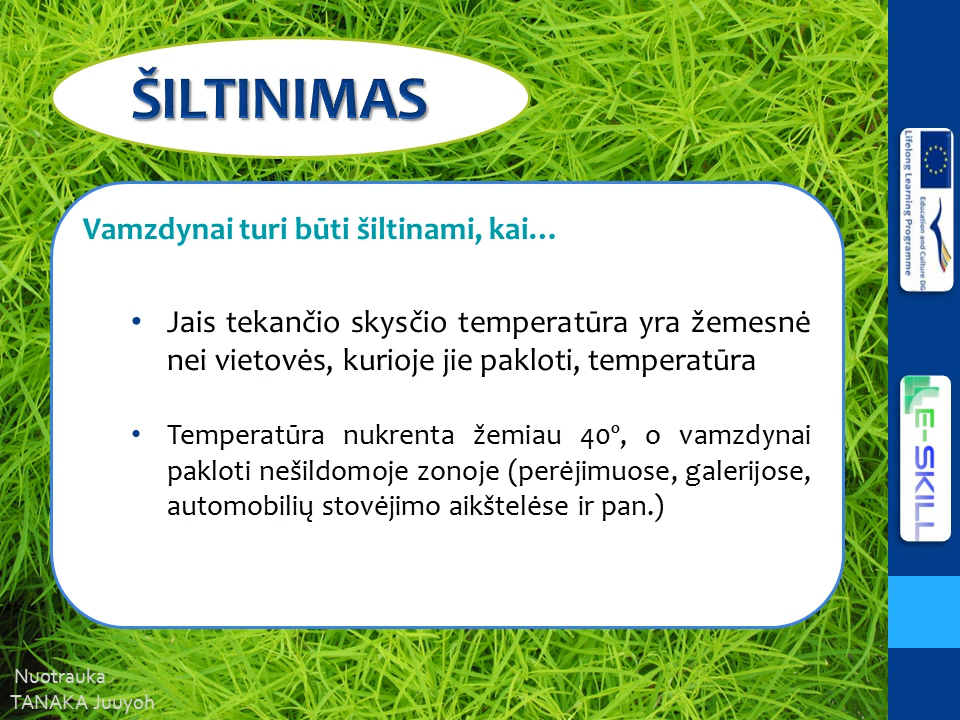 ŠILTINIMAS
Vamzdynai turi būti šiltinami, kai…
• Jais tekančio skysčio temperatūra yra žemesnė
nei vietovės, kurioje jie pakloti, temperatūra
• Temperatūra nukrenta žemiau 40º, o vamzdynai
pakloti nešildomoje zonoje (perėjimuose, galerijose,
automobilių stovėjimo aikštelėse ir pan.)
Nuotrauka
TANAKA Juuyoh
Education and Culture DG
Lifelong Learning Programme
E-SKILL